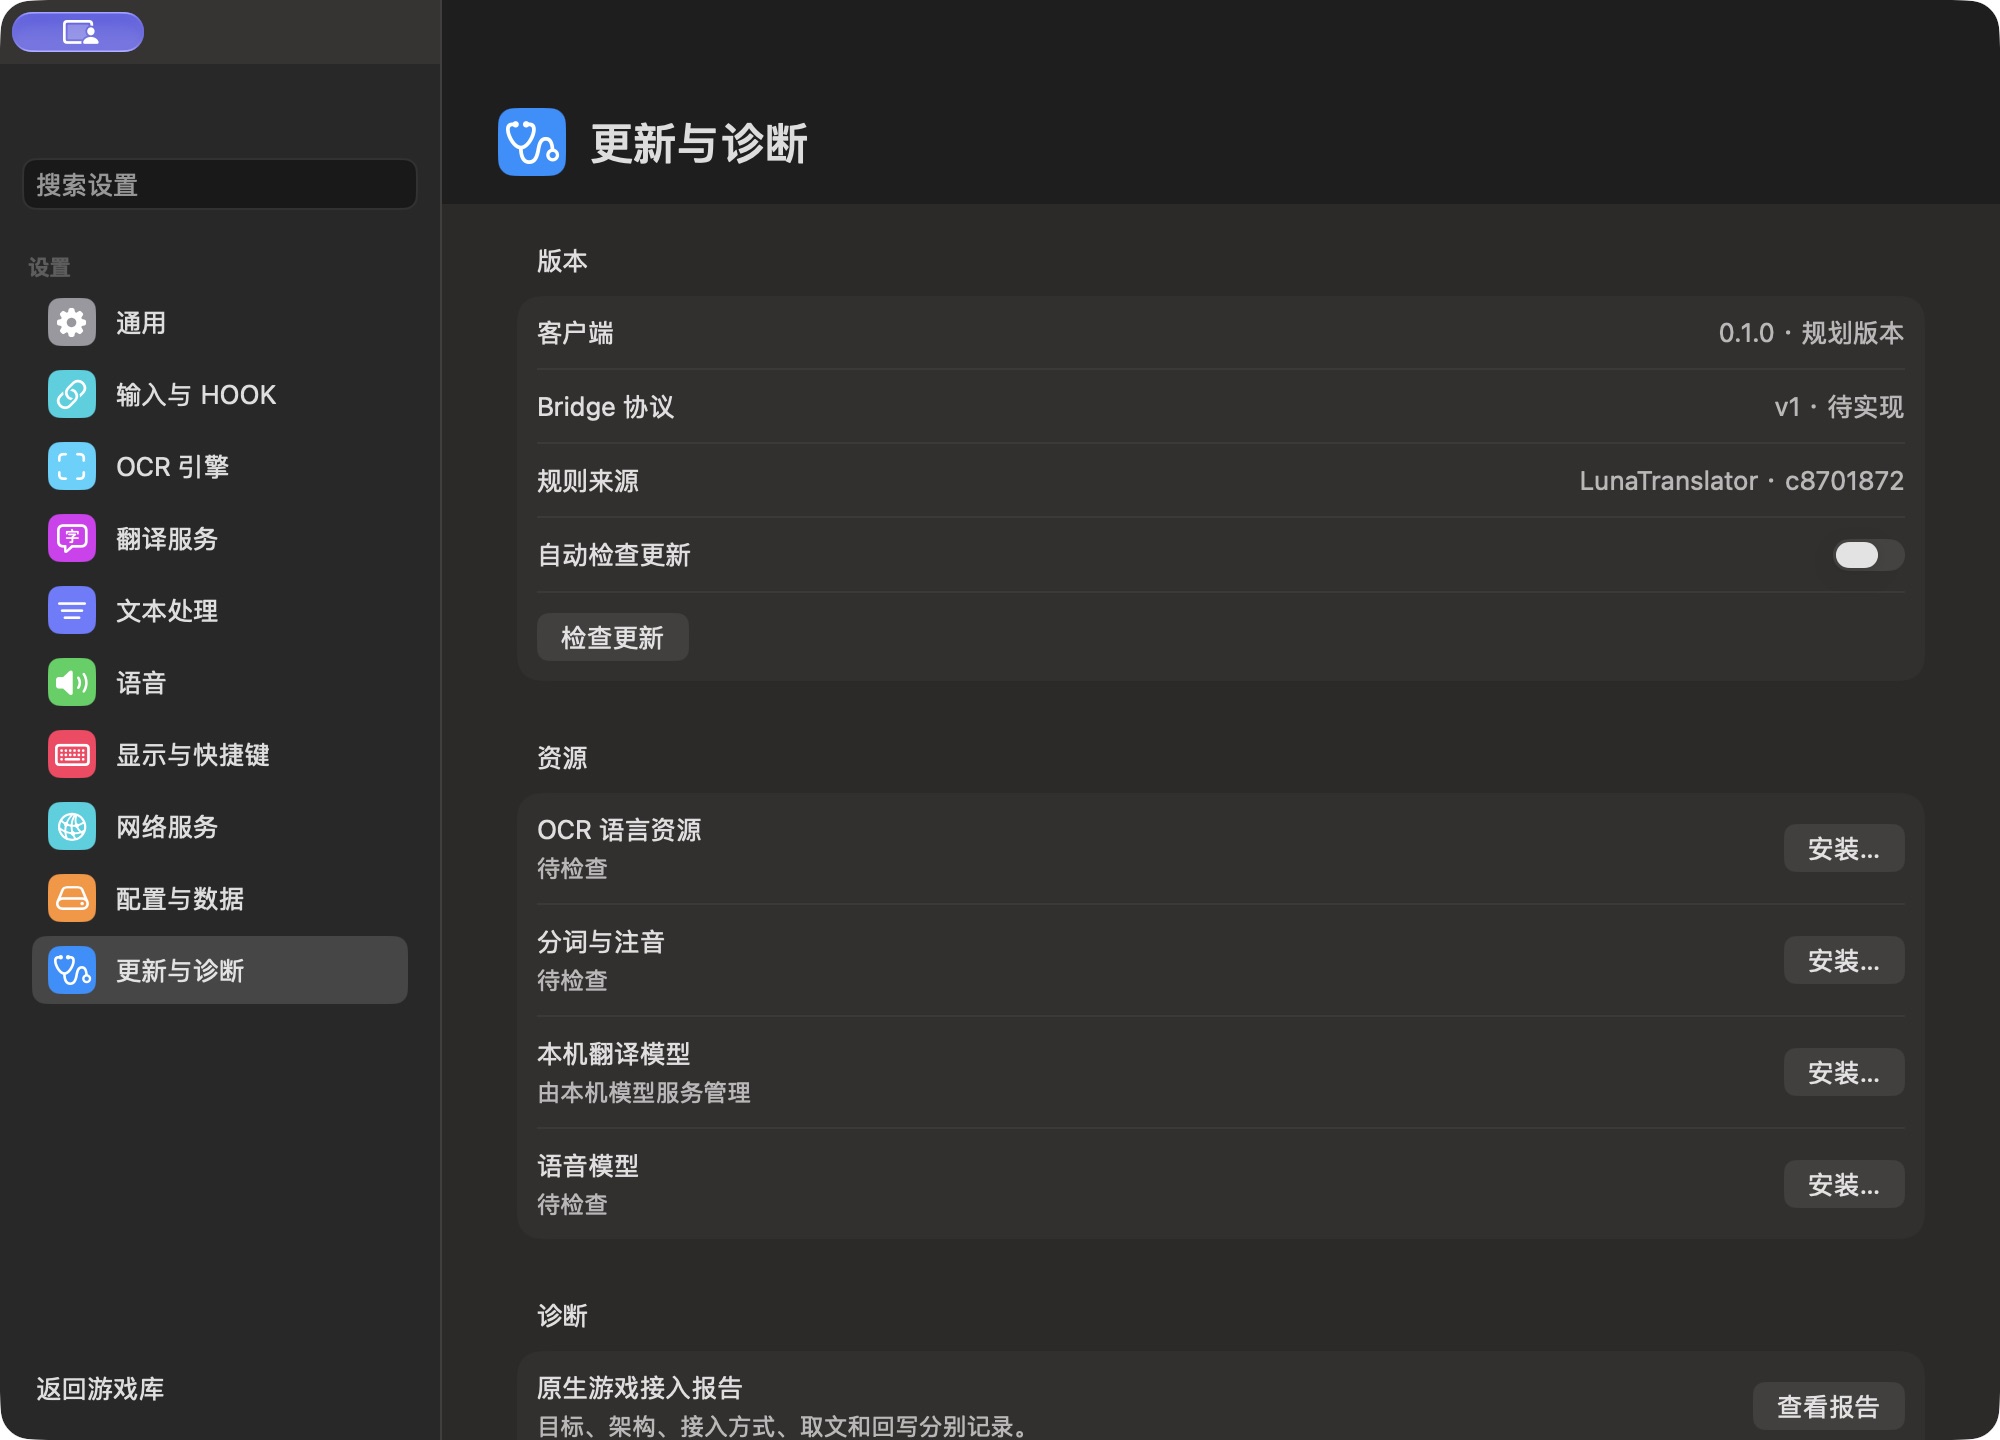 搜索设置
设置
通用
输入与 HOOK
OCR 引擎
字
翻译服务
文本处理
语音
显示与快捷键
网络服务
配置与数据
更新与诊断
返回游戏库
更新与诊断
版本
客户端 0.1.0 · 规划版本
Bridge 协议 v1 · 待实现
规则来源 LunaTranslator · c8701872
自动检查更新
检查更新
资源
OCR 语言资源
待检查
安装...
分词与注音
待检查
安装...
本机翻译模型
由本机模型服务管理
安装...
语音模型
待检查
安装...
诊断
原生游戏接入报告
目标、架构、接入方式、取文和回写分别记录。
查看报告